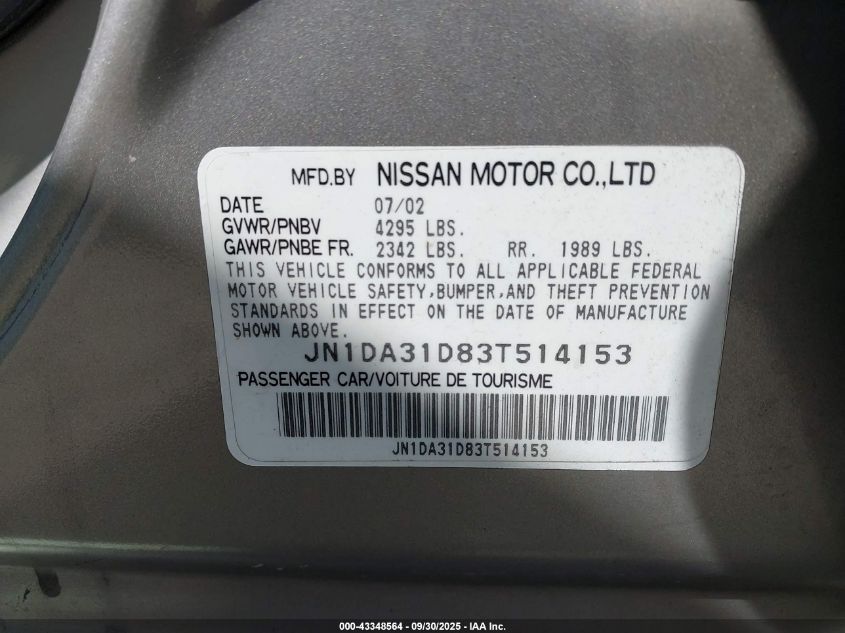 MFD.BY NISSAN MOTOR CO.,LTD
DATE 07/02
GVWR/PNBV 4295 LBS.
GAWR/PNBE FR. 2342 LBS. RR. 1989 LBS.
THIS VEHICLE CONFORMS TO ALL APPLICABLE FEDERAL
MOTOR VEHICLE SAFETY,BUMPER,AND THEFT PREVENTION
STANDARDS IN EFFECT ON THE DATE OF MANUFACTURE
SHOWN ABOVE.
JN1DA31D83T514153
PASSENGER CAR/VOITURE DE TOURISME
JN1DA31D83T514153
000-43348564 - 09/30/2025 - IAA Inc.